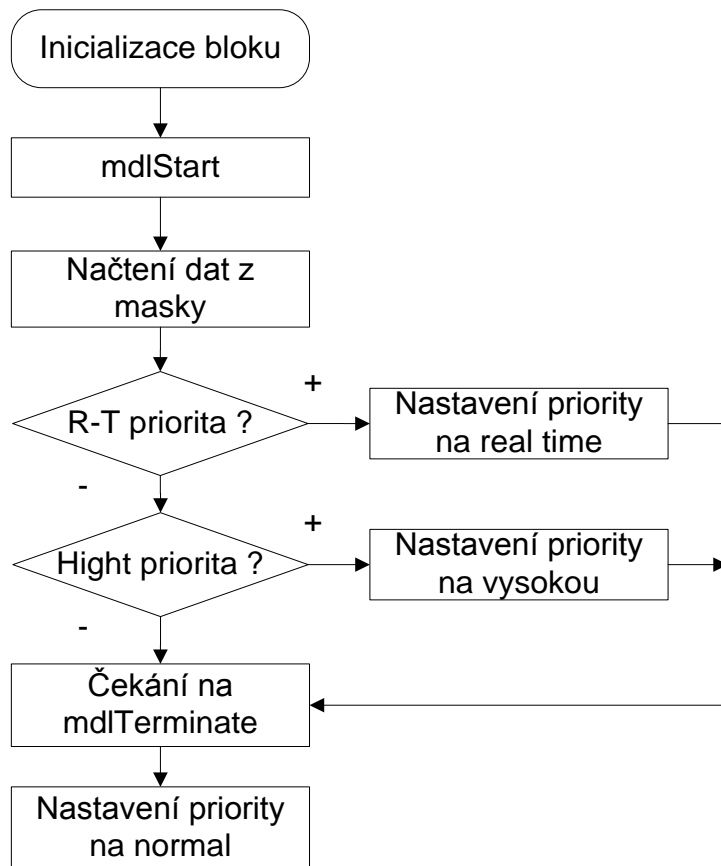 Inicializace bloku
mdlStart
Načtení dat z
masky
R-T priorita ?
+
Nastavení priority
na real time
-
Hight priorita ?
+
Nastavení priority
na vysokou
-
Čekání na
mdlTerminate
Nastavení priority
na normal